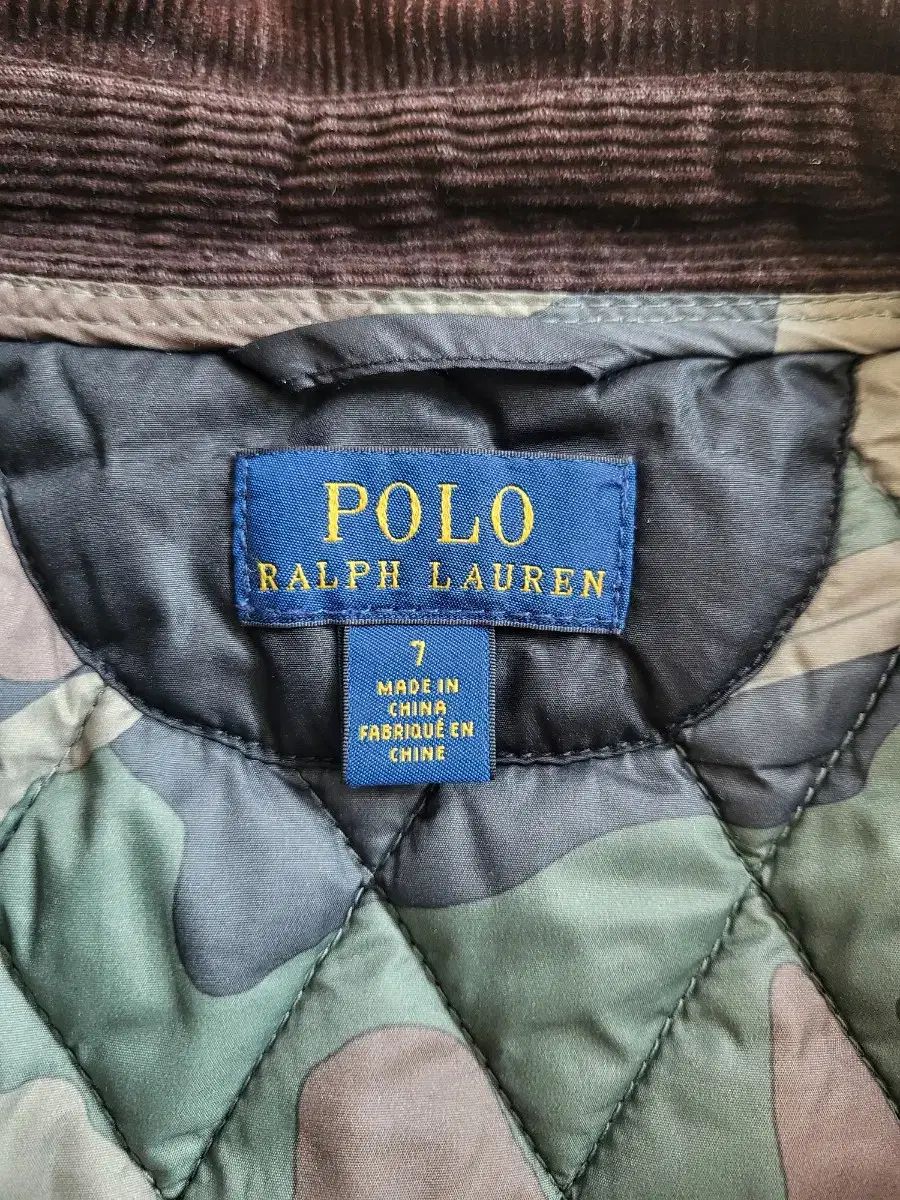 POLO
RALPH LAUREN
7
MADE IN
CHINA
FABRIQUÉ EN
CHINE